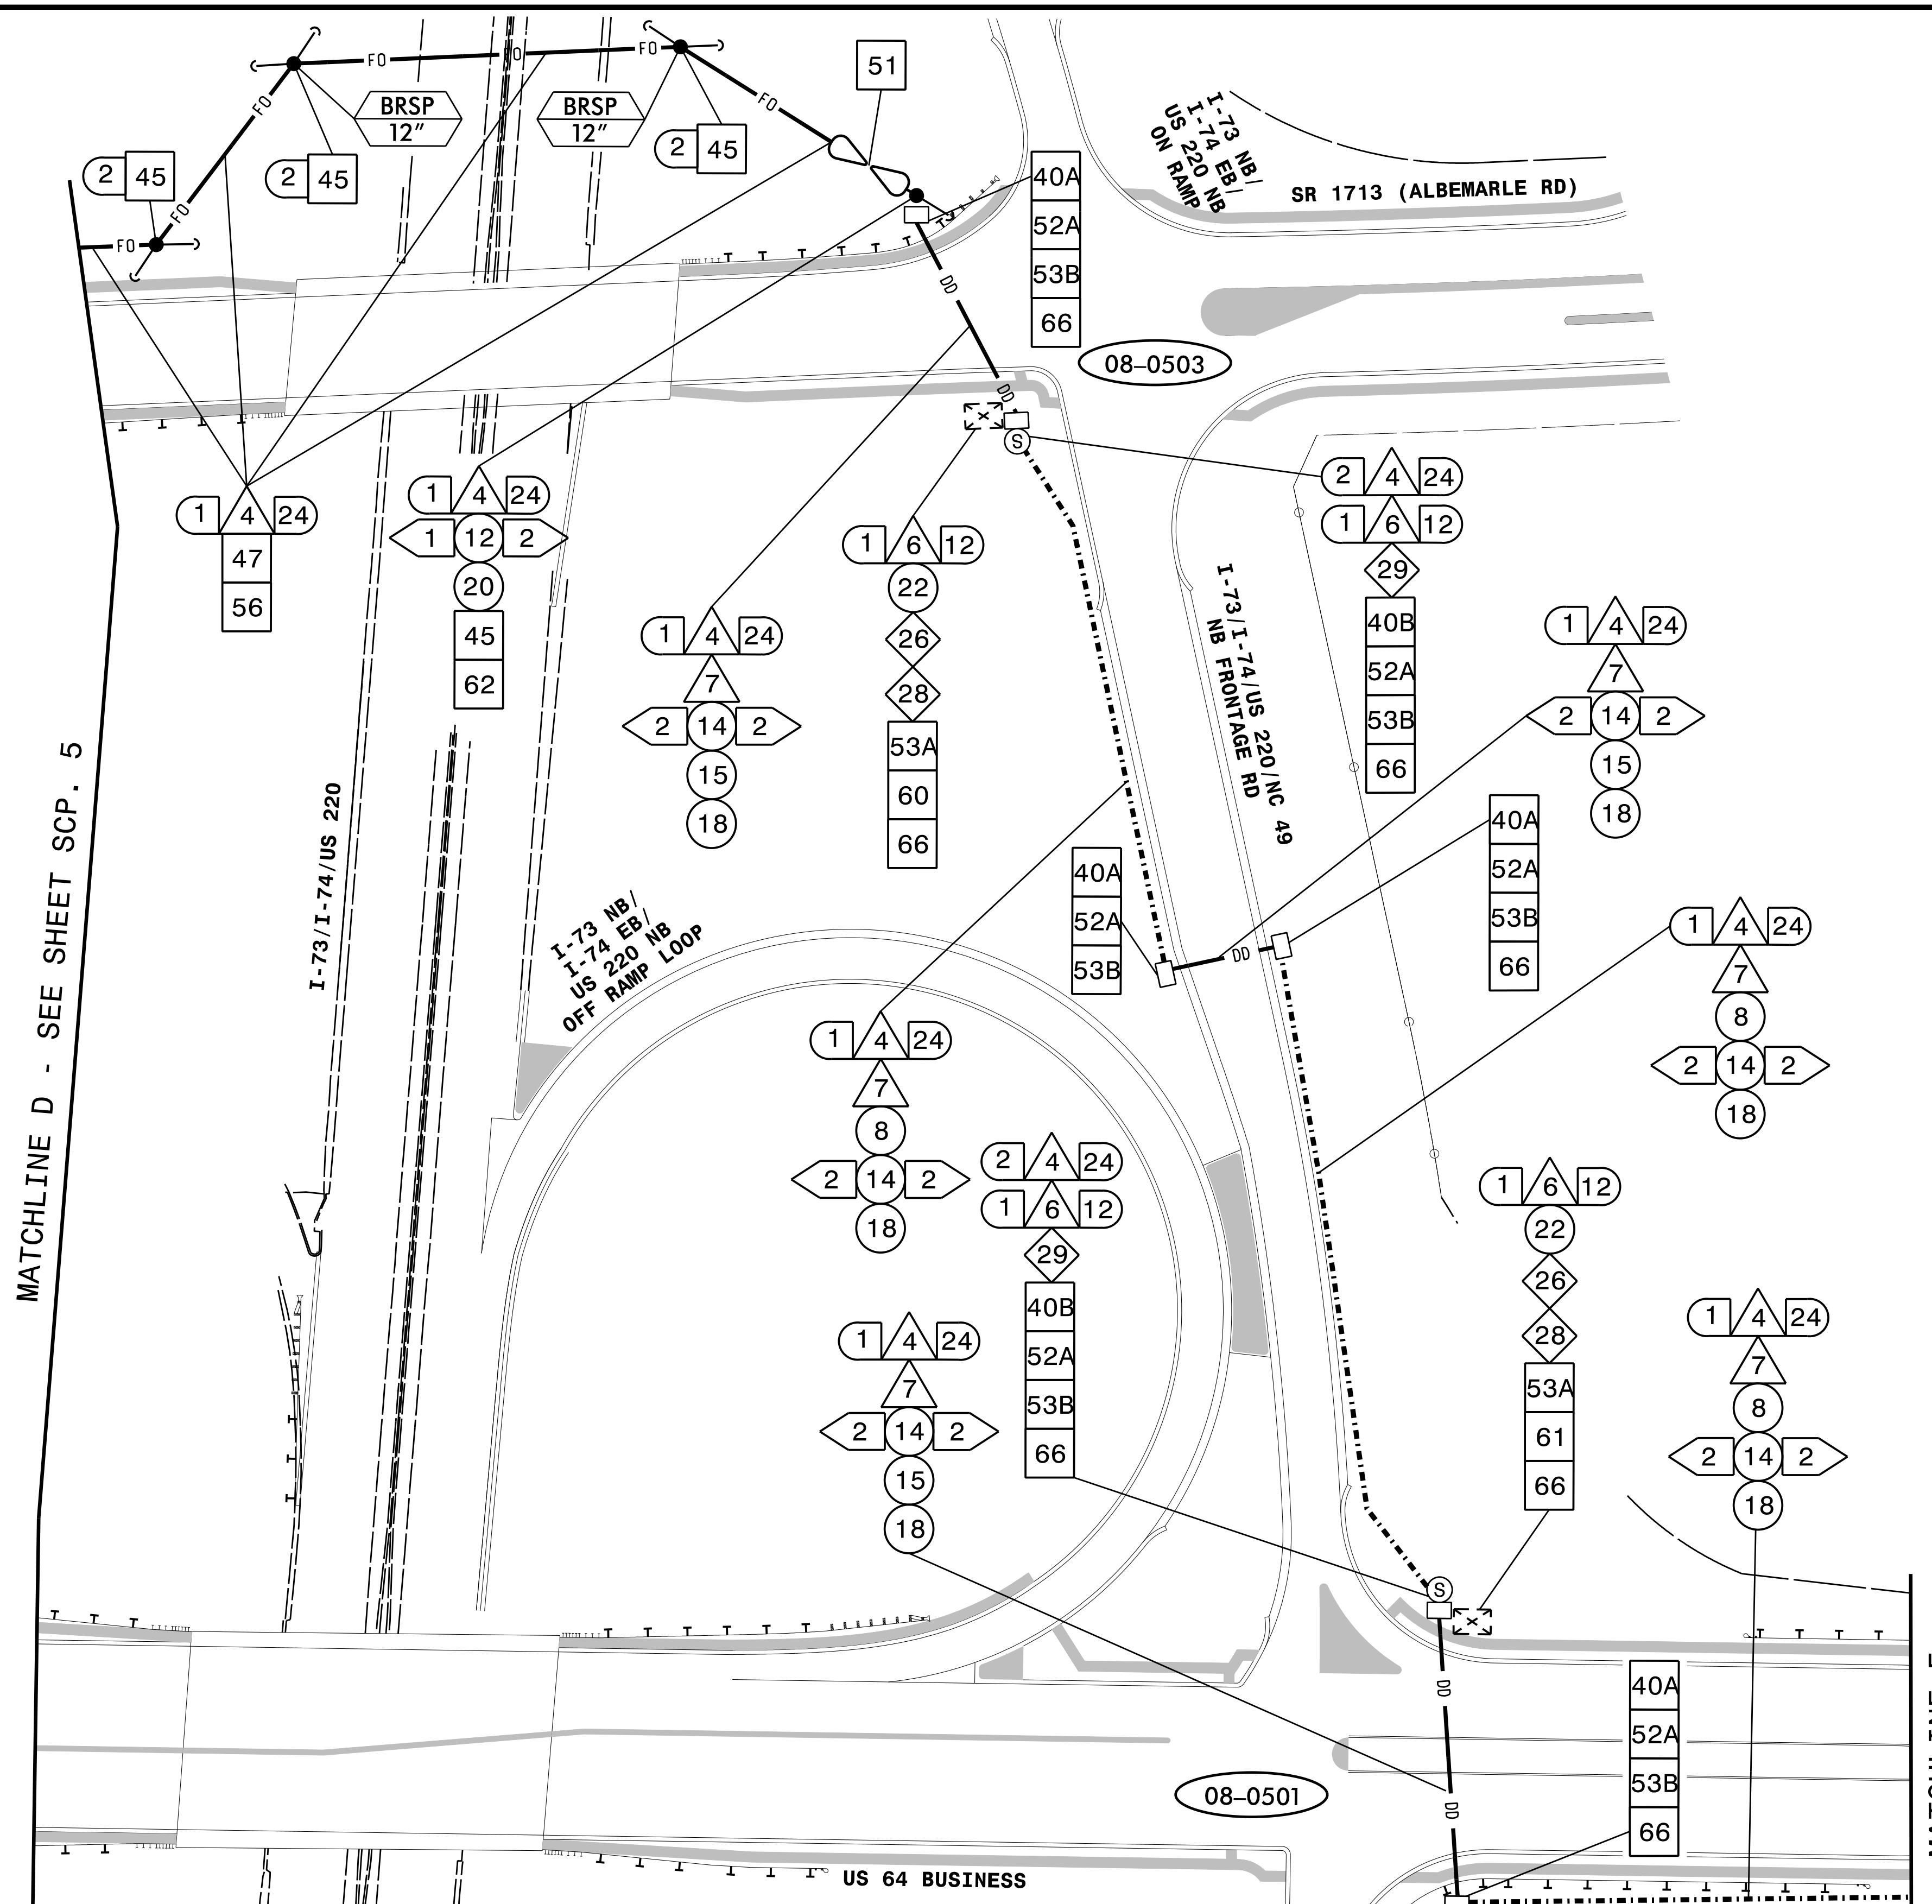 FO
FO
FO
51
FO
FO
BRSP
12"
BRSP
12"
2 45
2 45
2 45
FO
FO
I-73 NB/
I-74 EB/
US 220 NB
ON RAMP
SR 1713 (ALBEMARLE RD)
40A
52A
53B
66
DD
08-0503
DD
X
S
1 4 24
47
56
1 4 24
1 12 2
20
45
62
1 6 12
22
26
28
53A
60
66
2 4 24
1 6 12
29
40B
52A
53B
66
1 4 24
7
2 14 2
15
18
1 4 24
7
2 14 2
15
18
I-73/I-74/US 220/NC 49
NB FRONTAGE RD
MATCHLINE D - SEE SHEET SCP. 5
I-73/I-74/US 220
40A
52A
53B
66
40A
52A
53B
DD
I-73 NB/
I-74 EB/
US 220 NB
OFF RAMP LOOP
1 4 24
7
8
2 14 2
18
1 4 24
7
8
2 14 2
18
2 4 24
1 6 12
29
40B
52A
53B
66
1 6 12
22
26
28
53A
61
66
1 4 24
7
2 14 2
15
18
1 4 24
7
8
2 14 2
18
S
X
DD
DD
40A
52A
53B
66
08-0501
US 64 BUSINESS